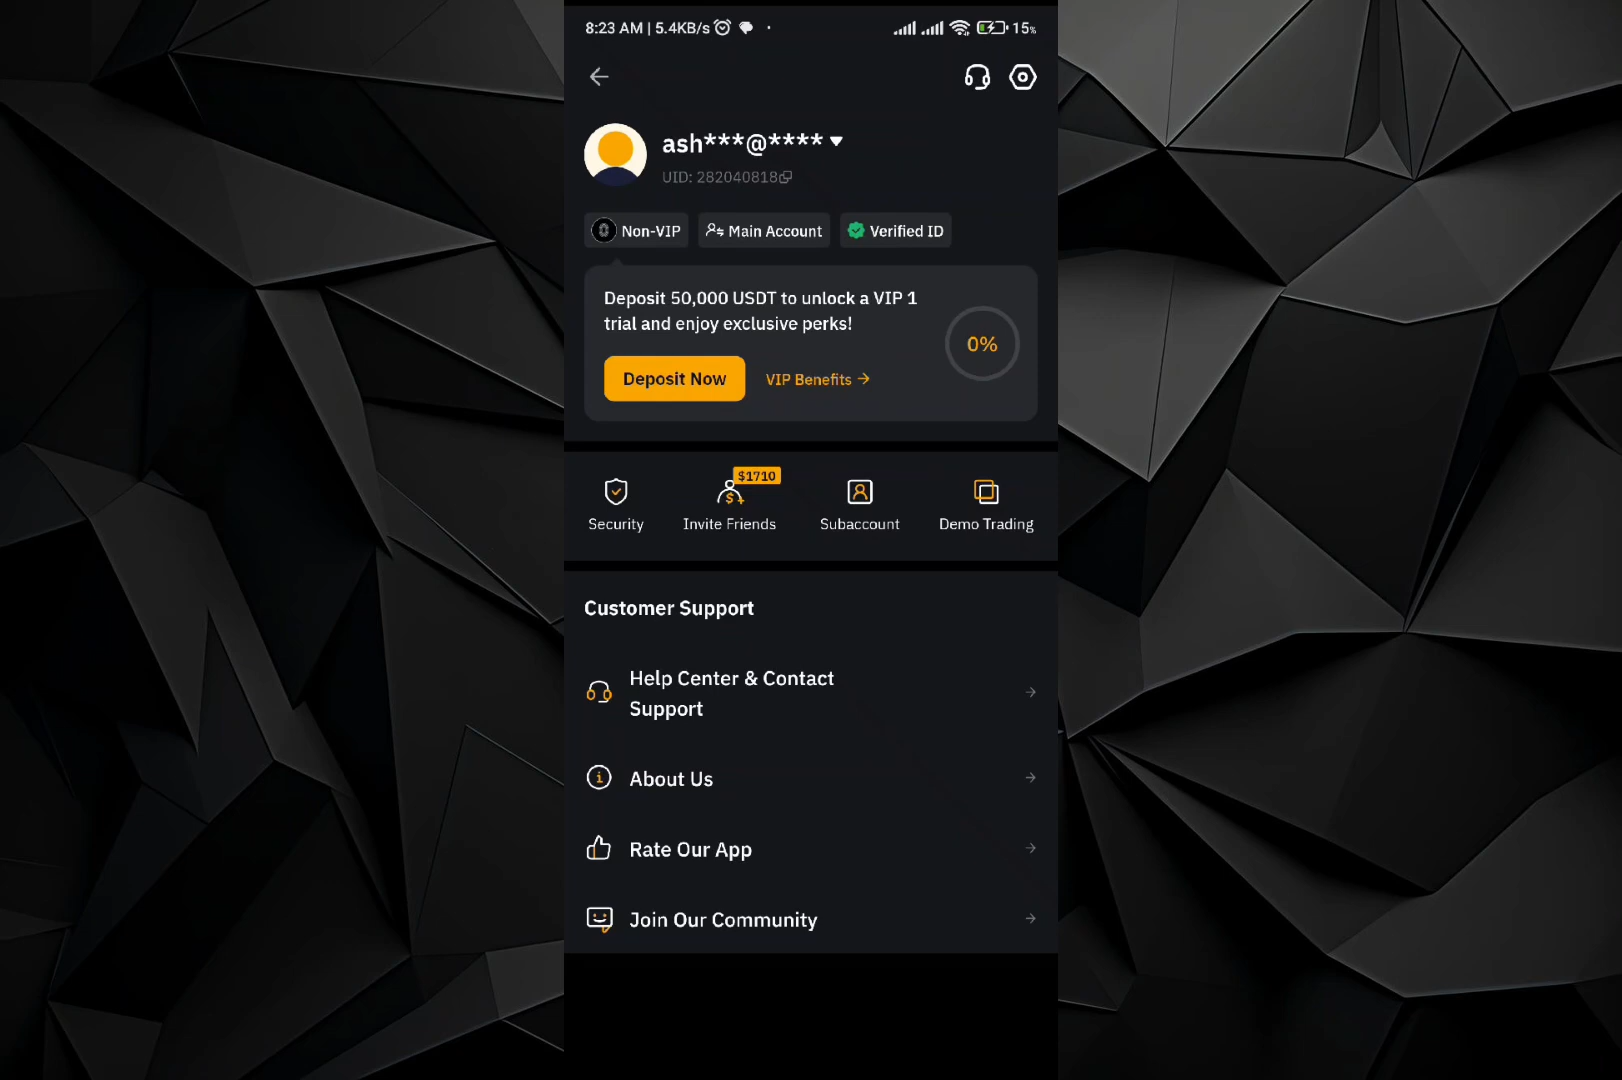 8:23 AM | 5.4KB/s
15%
ash***@****
UID: 282040818
Non-VIP
Main Account
Verified ID
Deposit 50,000 USDT to unlock a VIP 1
trial and enjoy exclusive perks!
0%
Deposit Now
VIP Benefits
$1710
Security
Invite Friends
Subaccount
Demo Trading
Customer Support
Help Center & Contact
Support
About Us
Rate Our App
Join Our Community